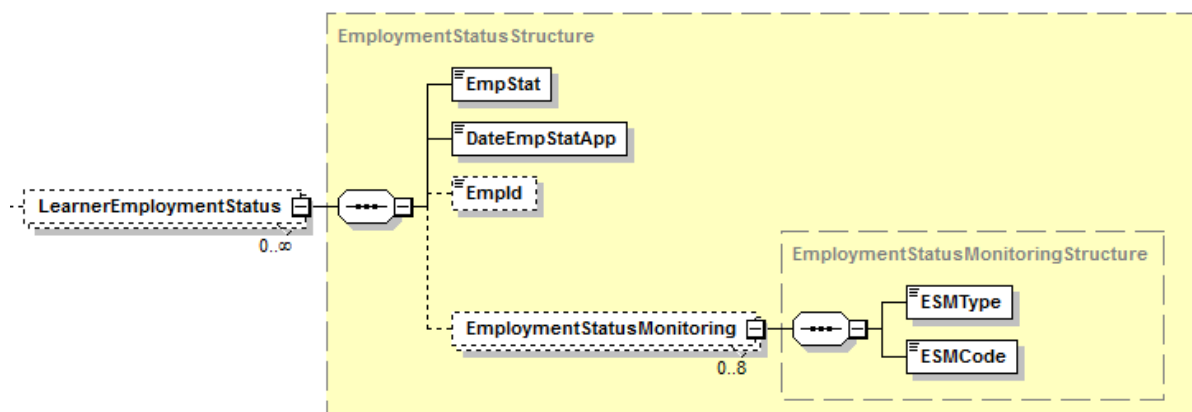 EmploymentStatusStructure
EmpStat
DateEmpStatApp
EmpId
LearnerEmploymentStatus
0..∞
EmploymentStatusMonitoringStructure
ESMType
EmploymentStatusMonitoring
0..8
ESMCode